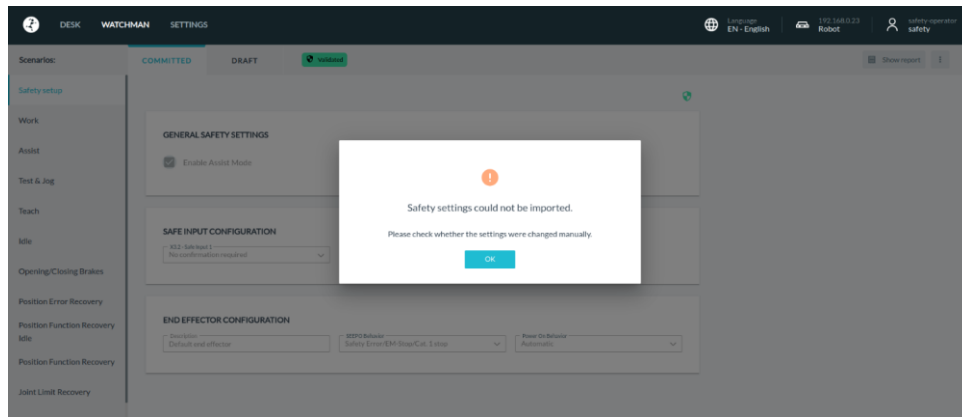 DESK WATCHMAN SETTINGS
Language
EN - English
192.168.0.23
Robot
safety operator
safety
Scenarios:
COMMITTED DRAFT Validated Show report
Safety setup
Work
Assist
Test & Jog
Teach
Idle
Opening/Closing Brakes
Position Error Recovery
Position Function Recovery
Idle
Position Function Recovery
Joint Limit Recovery
GENERAL SAFETY SETTINGS
Enable Assist Mode
SAFE INPUT CONFIGURATION
X3.2 - Safe Input 1
No confirmation required
END EFFECTOR CONFIGURATION
Description
Default end effector
SEEPO Behavior
Safety Error/EM-Stop/Cat. 1 stop
Power On Behavior
Automatic
Safety settings could not be imported.
Please check whether the settings were changed manually.
OK